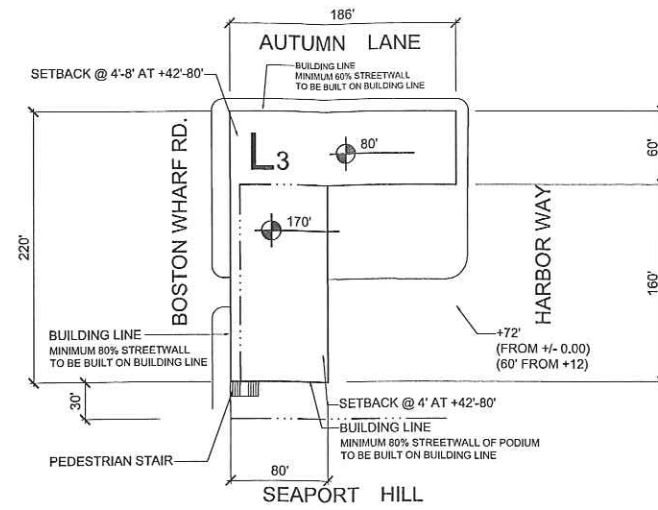 186'
AUTUMN LANE
SETBACK @ 4'-8' AT +42'-80'
BUILDING LINE
MINIMUM 60% STREETWALL
TO BE BUILT ON BUILDING LINE
BOSTON WHARF RD.
L3
80'
60'
170'
220'
HARBOR WAY
160'
BUILDING LINE
MINIMUM 80% STREETWALL
TO BE BUILT ON BUILDING LINE
+72'
(FROM +/- 0.00)
(60' FROM +12)
30'
SETBACK @ 4' AT +42'-80'
BUILDING LINE
MINIMUM 80% STREETWALL OF PODIUM
TO BE BUILT ON BUILDING LINE
PEDESTRIAN STAIR
80'
SEAPORT HILL